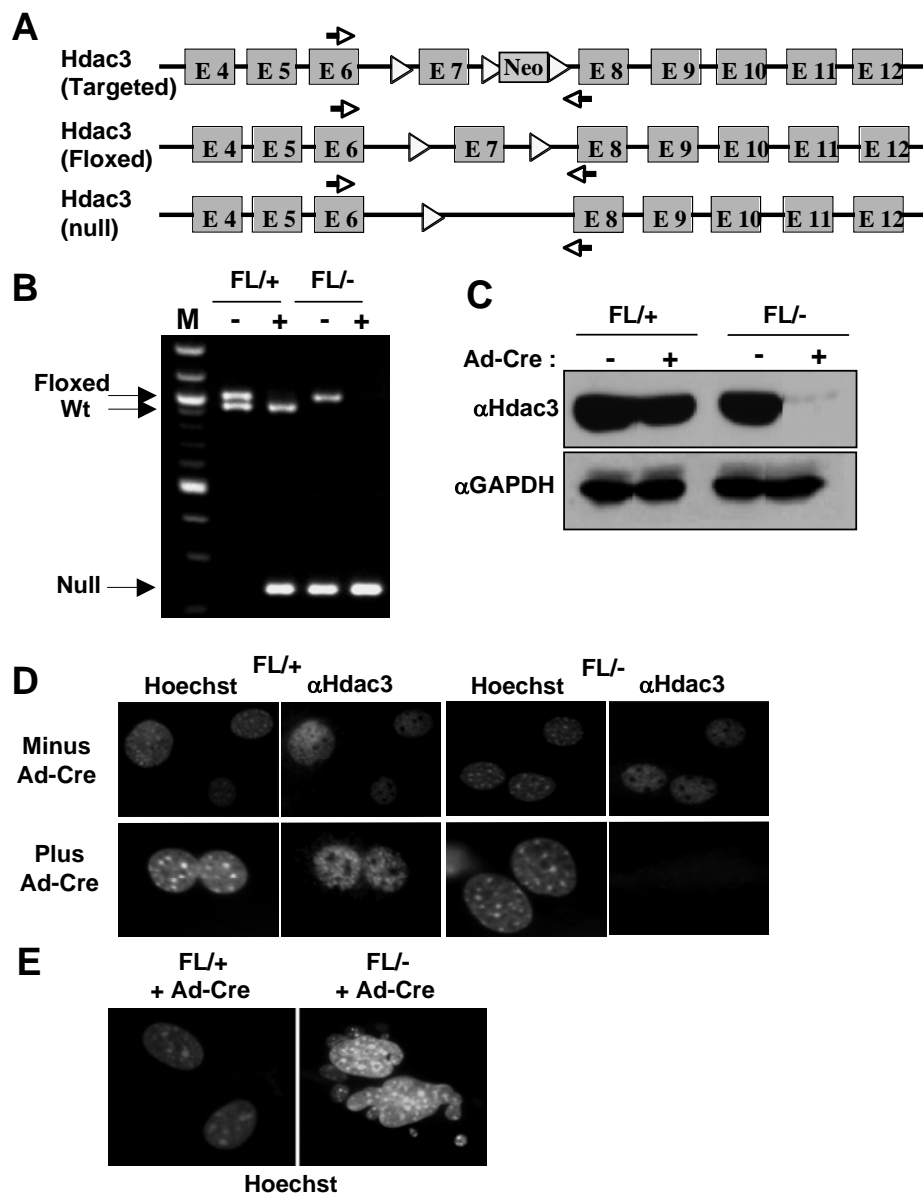 A
Hdac3
(Targeted)
E 4 E 5 E 6 E 7 Neo E 8 E 9 E 10 E 11 E 12
Hdac3
(Floxed)
E 4 E 5 E 6 E 7 E 8 E 9 E 10 E 11 E 12
Hdac3
(null)
E 4 E 5 E 6 E 8 E 9 E 10 E 11 E 12
B
FL/+ FL/-
M - + - +
Floxed
Wt
Null
C
FL/+ FL/-
Ad-Cre : - + - +
αHdac3
αGAPDH
D
FL/+ FL/-
Hoechst αHdac3 Hoechst αHdac3
Minus
Ad-Cre
Plus
Ad-Cre
E
FL/+ FL/-
+ Ad-Cre + Ad-Cre
Hoechst